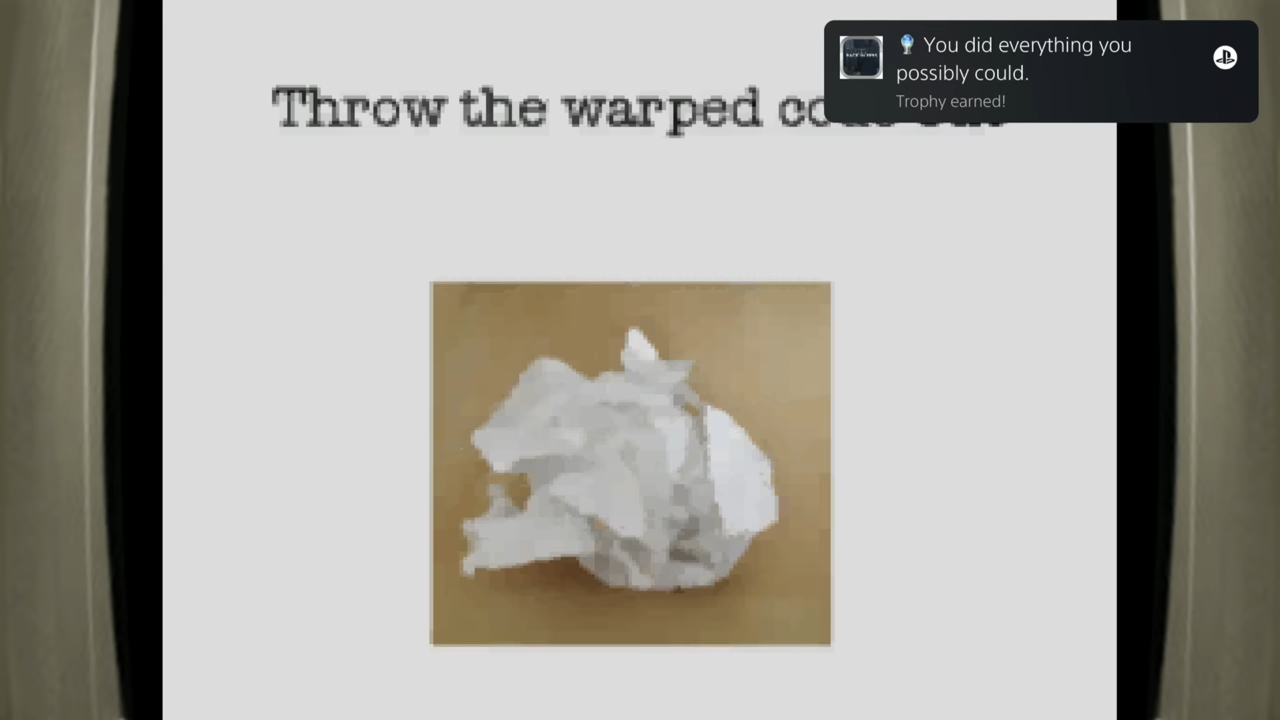 Throw the warped
You did everything you
possibly could.
Trophy earned!